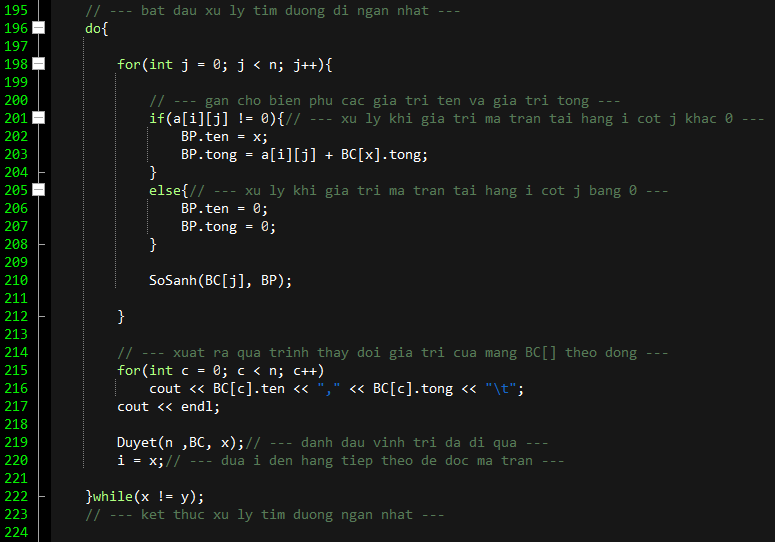 195 // --- bat dau xu ly tim duong di ngan nhat ---
196 do{
197
198 for(int j = 0; j < n; j++){
199
200 // --- gan cho bien phu cac gia tri ten va gia tri tong ---
201 if(a[i][j] != 0){// --- xu ly khi gia tri ma tran tai hang i cot j khac 0 ---
202 BP.ten = x;
203 BP.tong = a[i][j] + BC[x].tong;
204 }
205 else{// --- xu ly khi gia tri ma tran tai hang i cot j bang 0 ---
206 BP.ten = 0;
207 BP.tong = 0;
208 }
209
210 SoSanh(BC[j], BP);
211
212 }
213
214 // --- xuat ra qua trinh thay doi gia tri cua mang BC[] theo dong ---
215 for(int c = 0; c < n; c++)
216 cout << BC[c].ten << "," << BC[c].tong << "\t";
217 cout << endl;
218
219 Duyet(n ,BC, x);// --- danh dau vinh tri da di qua ---
220 i = x;// --- dua i den hang tiep theo de doc ma tran ---
221
222 }while(x != y);
223 // --- ket thuc xu ly tim duong ngan nhat ---
224